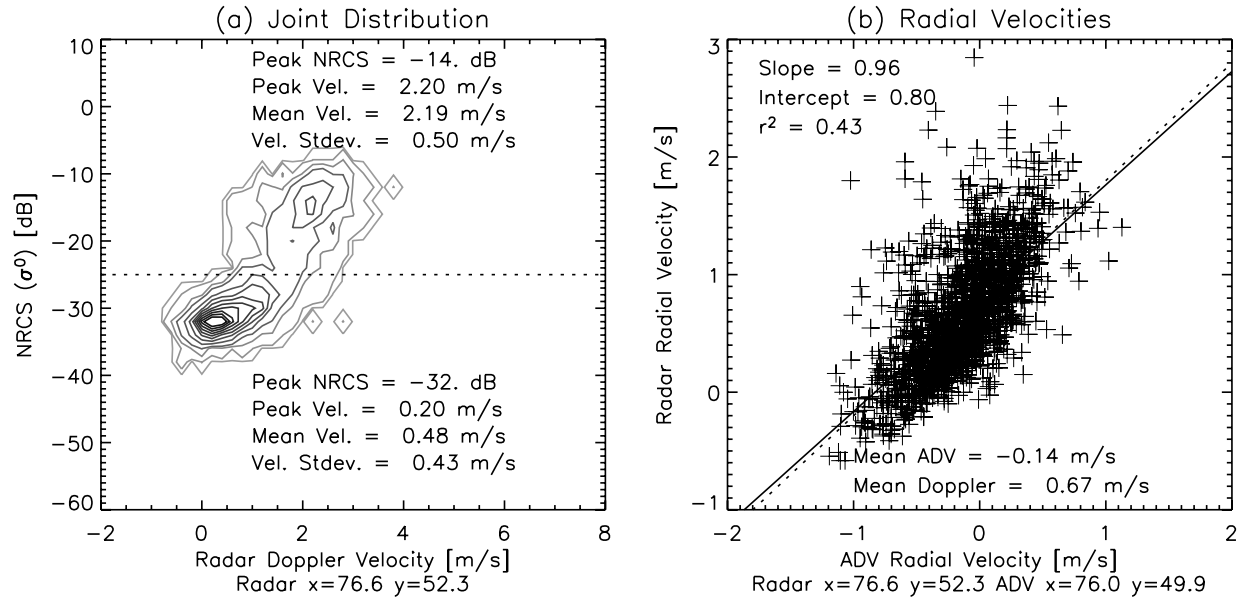 (a) Joint Distribution
Peak NRCS = −14. dB
Peak Vel. = 2.20 m/s
Mean Vel. = 2.19 m/s
Vel. Stdev. = 0.50 m/s
Peak NRCS = −32. dB
Peak Vel. = 0.20 m/s
Mean Vel. = 0.48 m/s
Vel. Stdev. = 0.43 m/s
NRCS (σ⁰) [dB]
10
0
−10
−20
−30
−40
−50
−60
−2 0 2 4 6 8
Radar Doppler Velocity [m/s]
Radar x=76.6 y=52.3
(b) Radial Velocities
Slope = 0.96
Intercept = 0.80
r² = 0.43
Mean ADV = −0.14 m/s
Mean Doppler = 0.67 m/s
Radar Radial Velocity [m/s]
3
2
1
0
−1
−2 −1 0 1 2
ADV Radial Velocity [m/s]
Radar x=76.6 y=52.3 ADV x=76.0 y=49.9